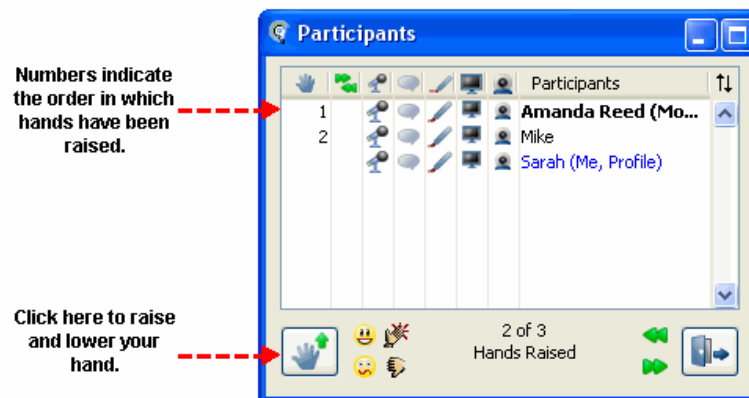 Participants
Numbers indicate
the order in which
hands have been
raised.
Participants
1 Amanda Reed (Mo...
2 Mike
Sarah (Me, Profile)
Click here to raise
and lower your
hand.
2 of 3
Hands Raised